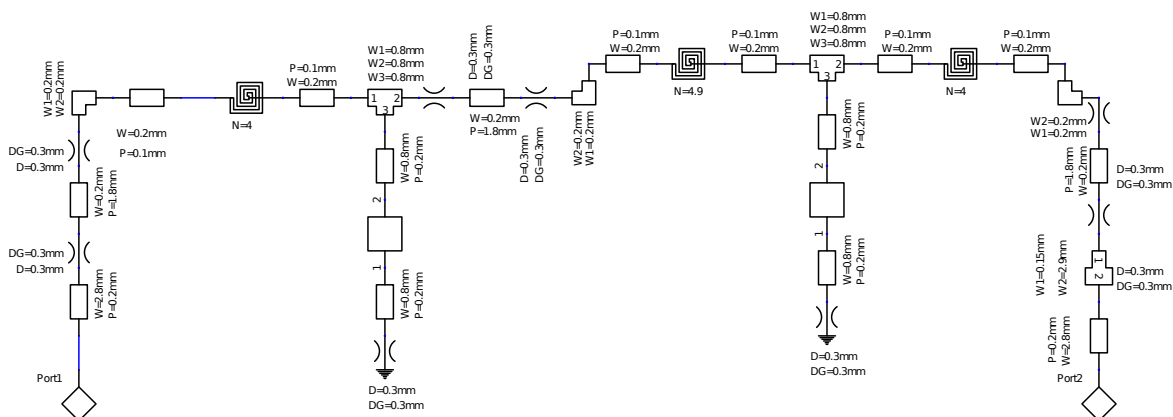 W1=0.2mm
W2=0.2mm
W=0.2mm
P=0.1mm
N=4
P=0.1mm
W=0.2mm
W1=0.8mm
W2=0.8mm
W3=0.8mm
1 2
3
D=0.3mm
DG=0.3mm
W=0.2mm
P=1.8mm
D=0.3mm
DG=0.3mm
W2=0.2mm
W1=0.2mm
P=0.1mm
W=0.2mm
N=4.9
P=0.1mm
W=0.2mm
W1=0.8mm
W2=0.8mm
W3=0.8mm
1 2
3
P=0.1mm
W=0.2mm
N=4
P=0.1mm
W=0.2mm
W2=0.2mm
W1=0.2mm
DG=0.3mm
D=0.3mm
W=0.2mm
P=1.8mm
DG=0.3mm
D=0.3mm
W=2.8mm
P=0.2mm
Port1
W=0.8mm
P=0.2mm
2
1
W=0.8mm
P=0.2mm
D=0.3mm
DG=0.3mm
W=0.8mm
P=0.2mm
2
1
W=0.8mm
P=0.2mm
D=0.3mm
DG=0.3mm
P=1.8mm
W=0.2mm
D=0.3mm
DG=0.3mm
W1=0.15mm
W2=2.9mm
1
2
D=0.3mm
DG=0.3mm
P=0.2mm
W=2.8mm
Port2